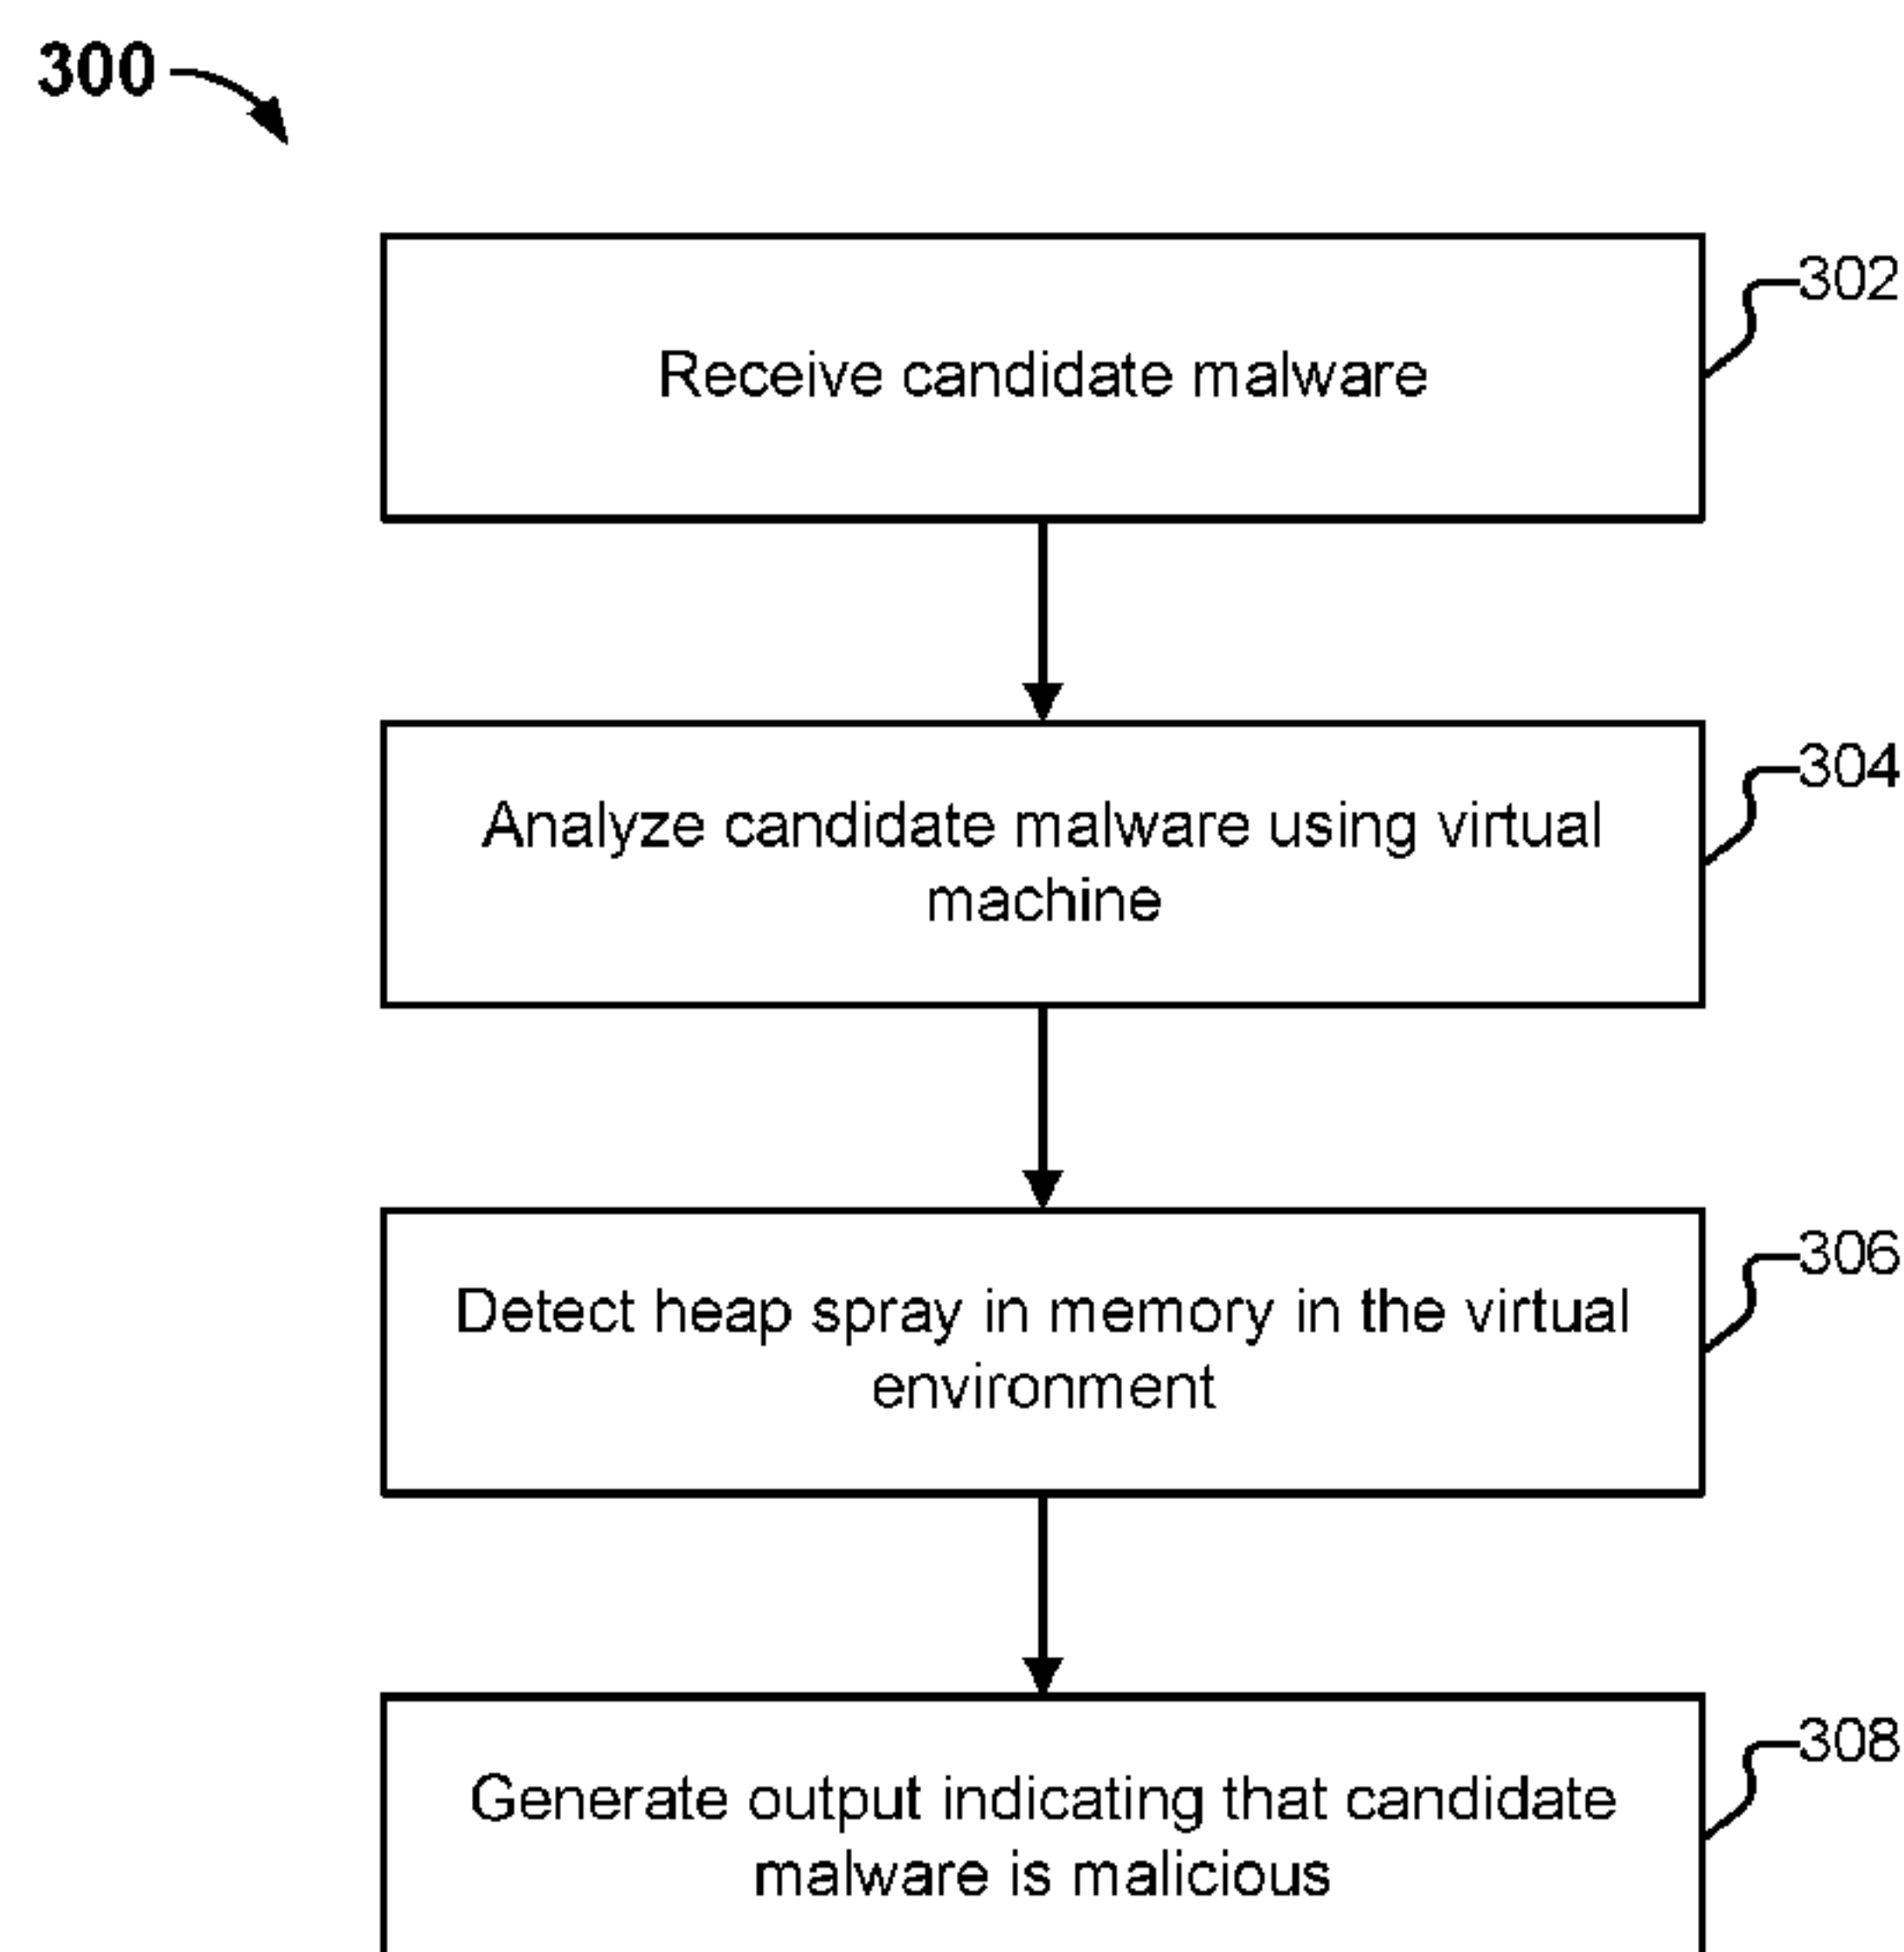 300
302
Receive candidate malware
304
Analyze candidate malware using virtual
machine
306
Detect heap spray in memory in the virtual
environment
308
Generate output indicating that candidate
malware is malicious